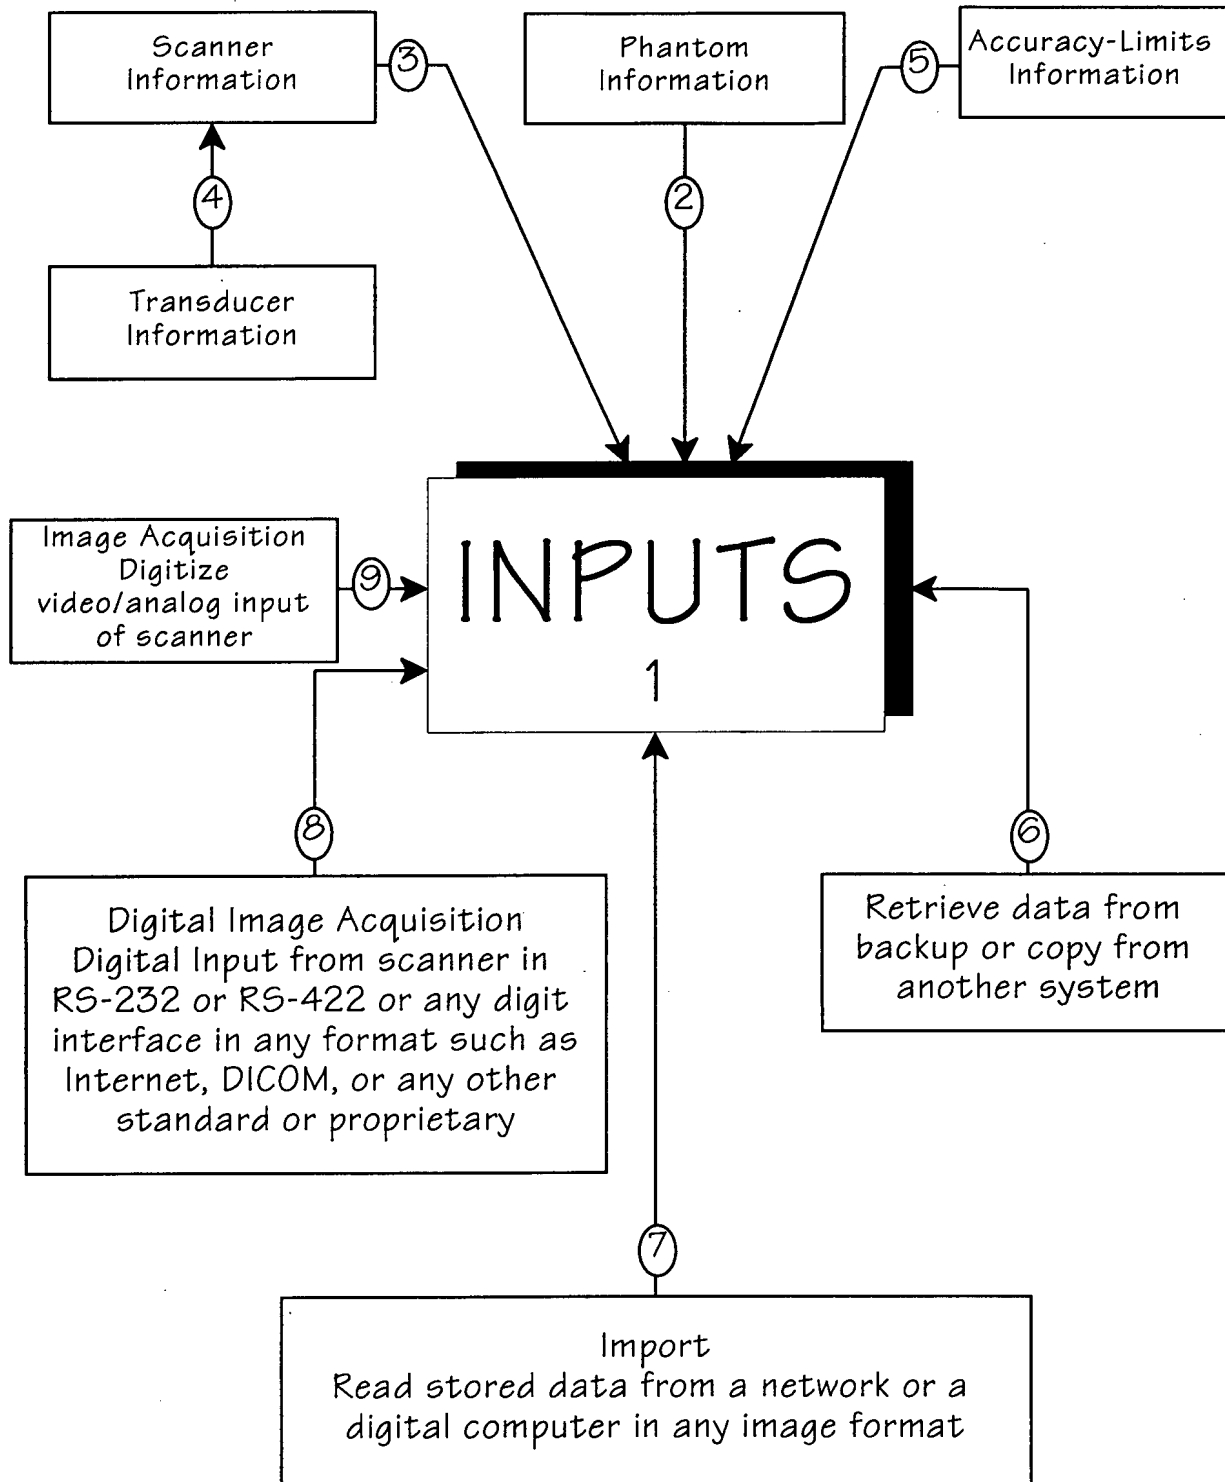 Scanner
Information
3
Phantom
Information
5
Accuracy-Limits
Information
4
2
Transducer
Information
Image Acquisition
Digitize
video/analog input
of scanner
9
INPUTS
1
8
6
Digital Image Acquisition
Digital Input from scanner in
RS-232 or RS-422 or any digit
interface in any format such as
Internet, DICOM, or any other
standard or proprietary
Retrieve data from
backup or copy from
another system
7
Import
Read stored data from a network or a
digital computer in any image format